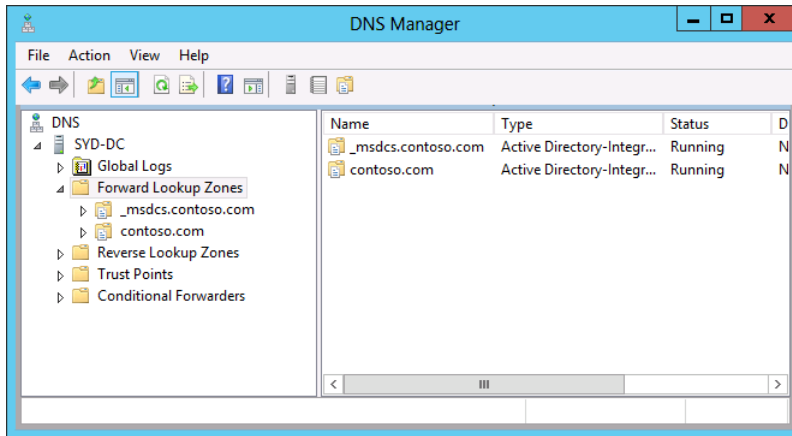 DNS Manager
File Action View Help
DNS
SYD-DC
Global Logs
Forward Lookup Zones
_msdcs.contoso.com
contoso.com
Reverse Lookup Zones
Trust Points
Conditional Forwarders
Name Type Status D
_msdcs.contoso.com Active Directory-Integr... Running N
contoso.com Active Directory-Integr... Running N